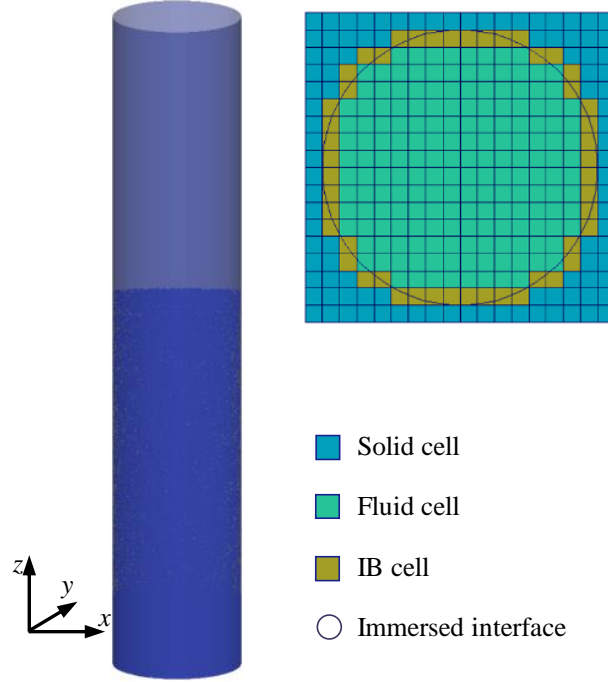 Solid cell
Fluid cell
IB cell
Immersed interface
z
y
x